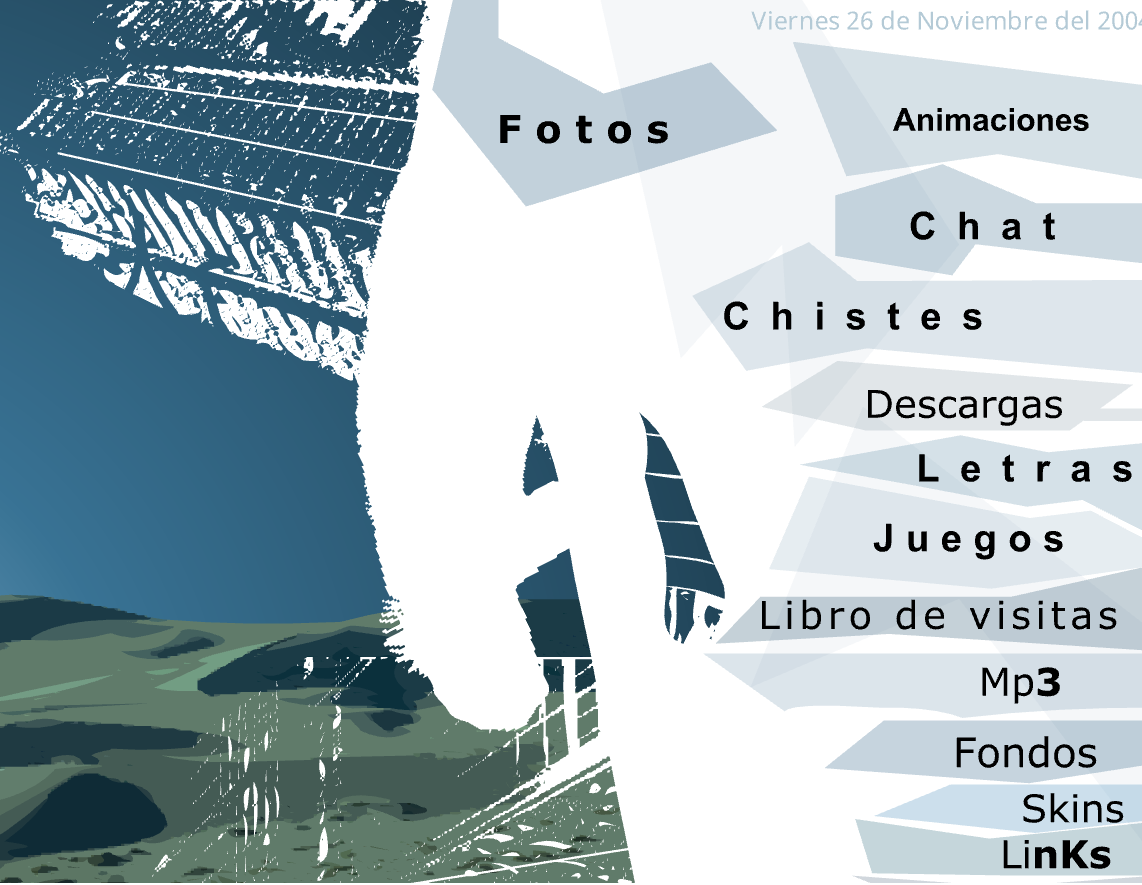 Viernes 26 de Noviembre del 2004
Fotos
Animaciones
Chat
Chistes
Descargas
Letras
Juegos
Libro de visitas
Mp3
Fondos
Skins
LinKs